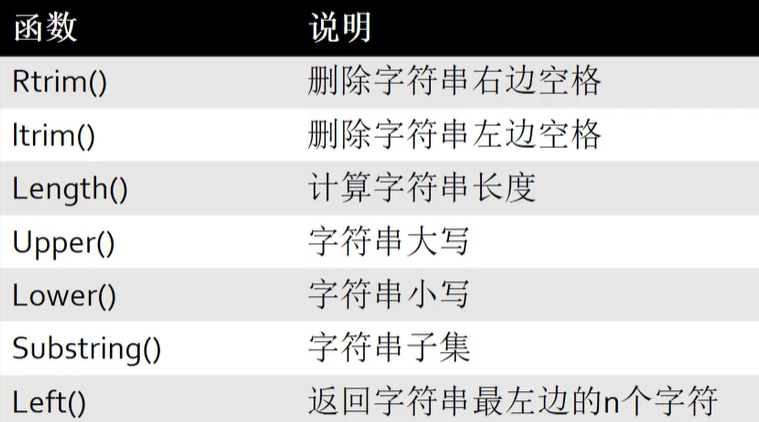 函数 说明
Rtrim() 删除字符串右边空格
ltrim() 删除字符串左边空格
Length() 计算字符串长度
Upper() 字符串大写
Lower() 字符串小写
Substring() 字符串子集
Left() 返回字符串最左边的n个字符